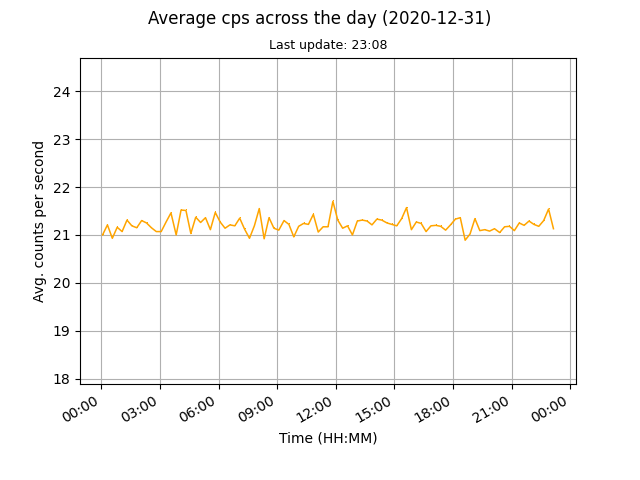 Average cps across the day (2020-12-31)
Last update: 23:08
24
23
22
21
20
19
18
Avg. counts per second
00:00 03:00 06:00 09:00 12:00 15:00 18:00 21:00 00:00
Time (HH:MM)